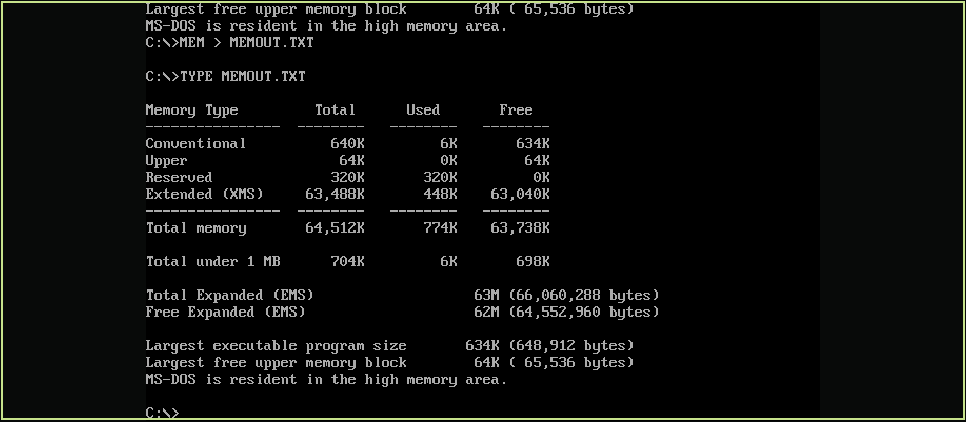 Largest free upper memory block        64K ( 65,536 bytes)
MS-DOS is resident in the high memory area.
C:\>MEM > MEMOUT.TXT
C:\>TYPE MEMOUT.TXT
Memory Type         Total      Used       Free
----------------  --------   --------   --------
Conventional          640K         6K       634K
Upper                  64K         0K        64K
Reserved              320K       320K         0K
Extended (XMS)     63,488K       448K    63,040K
----------------  --------   --------   --------
Total memory       64,512K       774K    63,738K
Total under 1 MB      704K         6K       698K
Total Expanded (EMS)                   63M (66,060,288 bytes)
Free Expanded (EMS)                    62M (64,552,960 bytes)
Largest executable program size       634K (648,912 bytes)
Largest free upper memory block        64K ( 65,536 bytes)
MS-DOS is resident in the high memory area.
C:\>